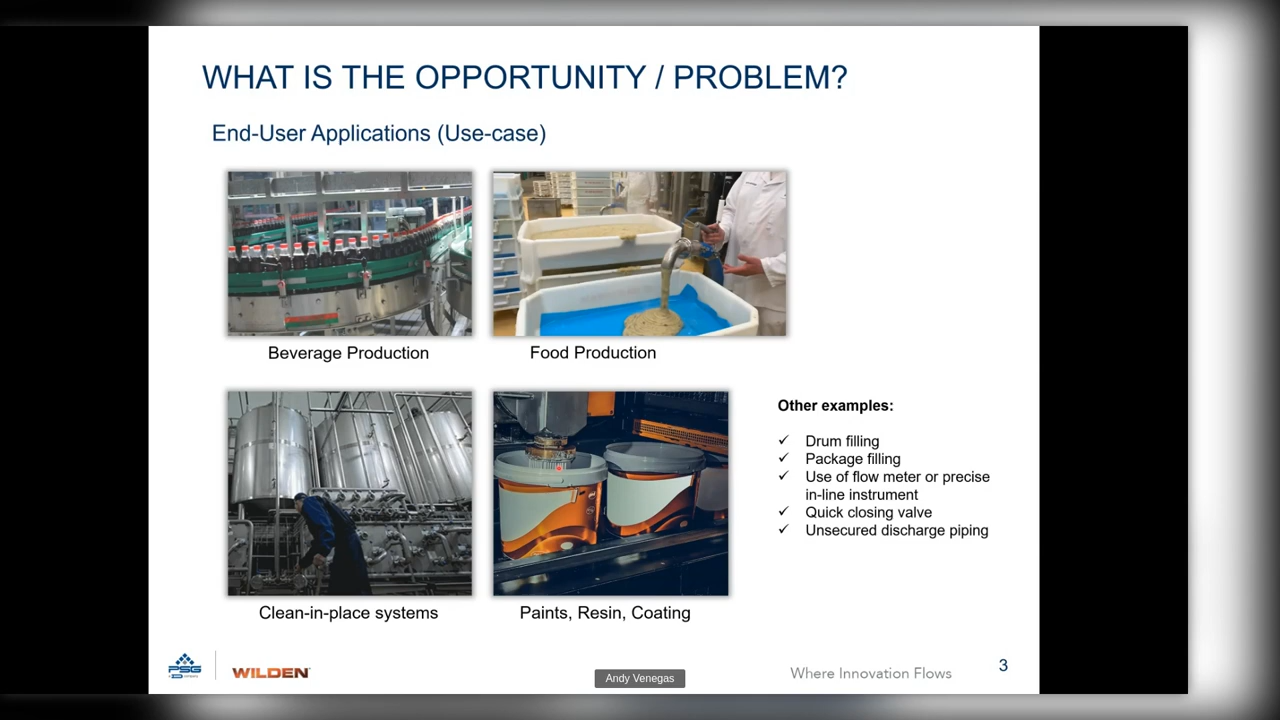 WHAT IS THE OPPORTUNITY / PROBLEM?
End-User Applications (Use-case)
Beverage Production
Food Production
Other examples:
✓ Drum filling
✓ Package filling
✓ Use of flow meter or precise
in-line instrument
✓ Quick closing valve
✓ Unsecured discharge piping
Clean-in-place systems
Paints, Resin, Coating
PSG
WILDEN
Andy Venegas
Where Innovation Flows
3